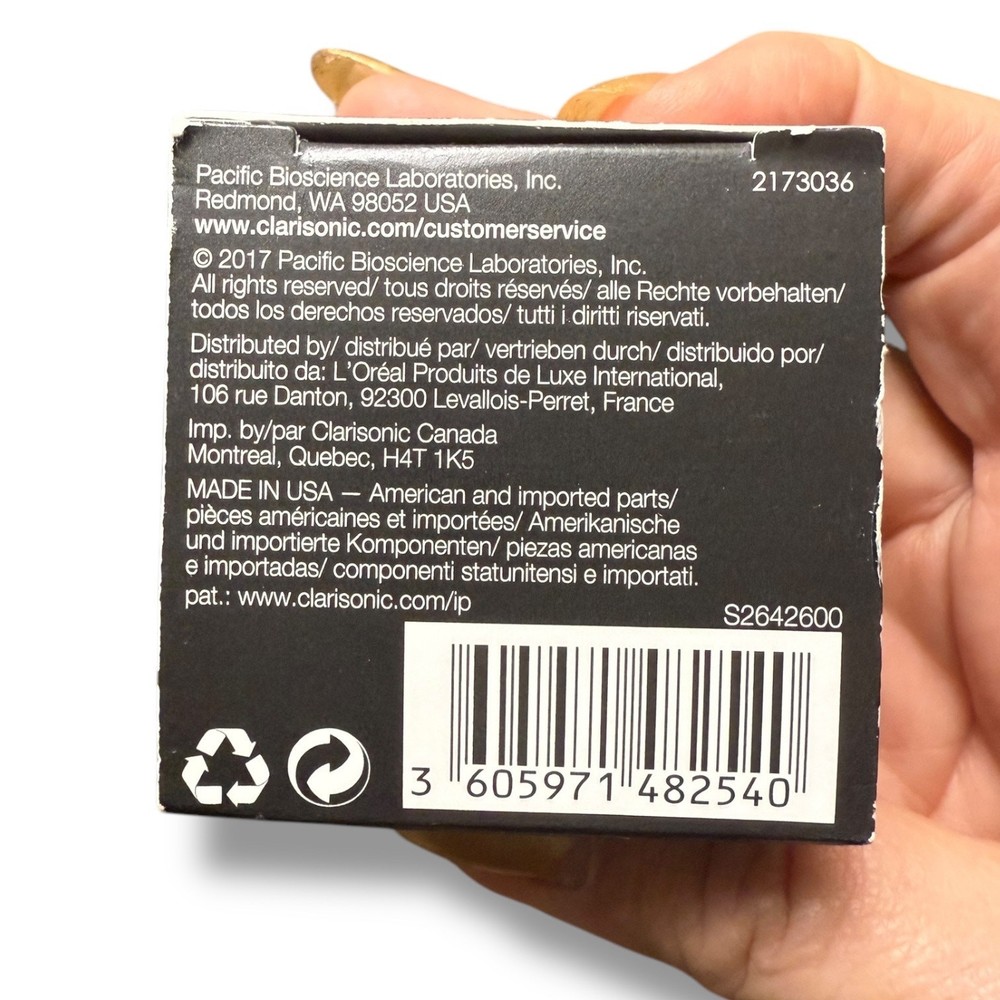 Pacific Bioscience Laboratories, Inc. 2173036
Redmond, WA 98052 USA
www.clarisonic.com/customerservice
© 2017 Pacific Bioscience Laboratories, Inc.
All rights reserved/ tous droits réservés/ alle Rechte vorbehalten/
todos los derechos reservados/ tutti i diritti riservati.
Distributed by/ distribué par/ vertrieben durch/ distribuido por/
distribuito da: L'Oréal Produits de Luxe International,
106 rue Danton, 92300 Levallois-Perret, France
Imp. by/par Clarisonic Canada
Montreal, Quebec, H4T 1K5
MADE IN USA — American and imported parts/
pièces américaines et importées/ Amerikanische
und importierte Komponenten/ piezas americanas
e importadas/ componenti statunitensi e importati.
pat.: www.clarisonic.com/ip
S2642600
3 605971 482540